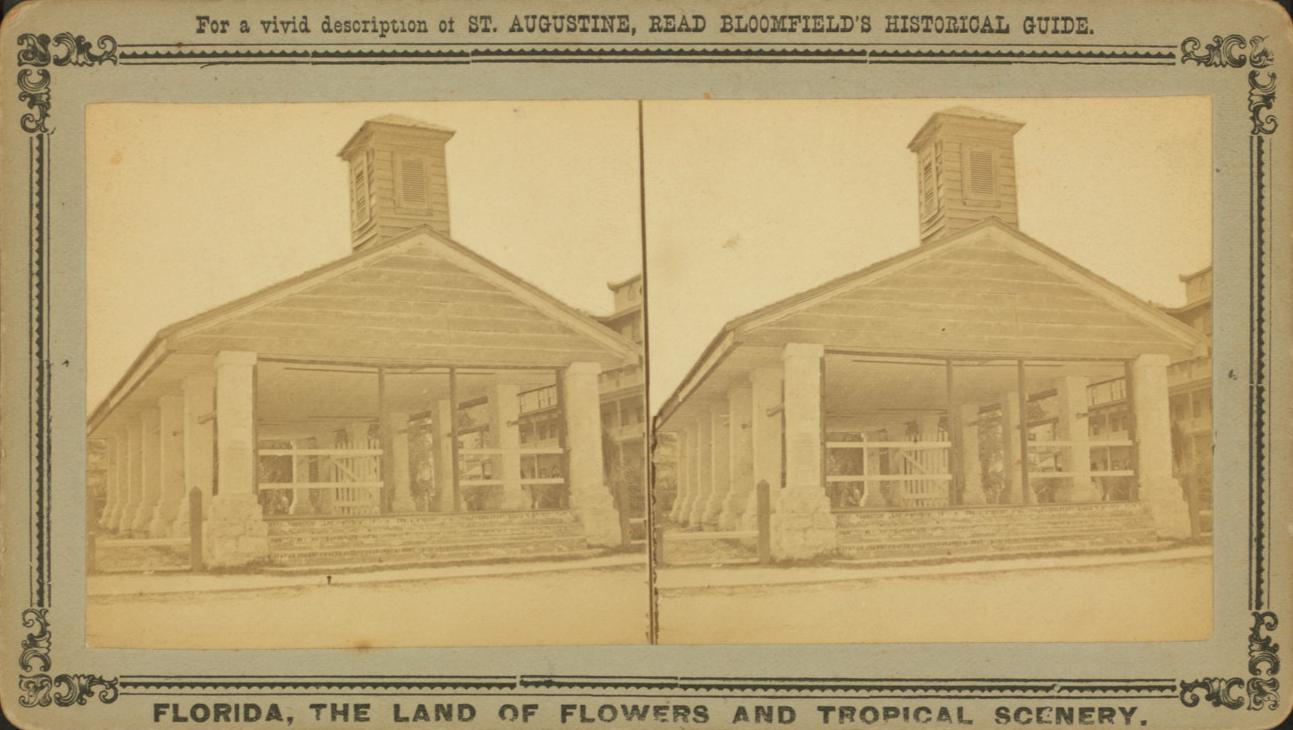 For a vivid description of ST. AUGUSTINE, READ BLOOMFIELD'S HISTORICAL GUIDE.
FLORIDA, THE LAND OF FLOWERS AND TROPICAL SCENERY.